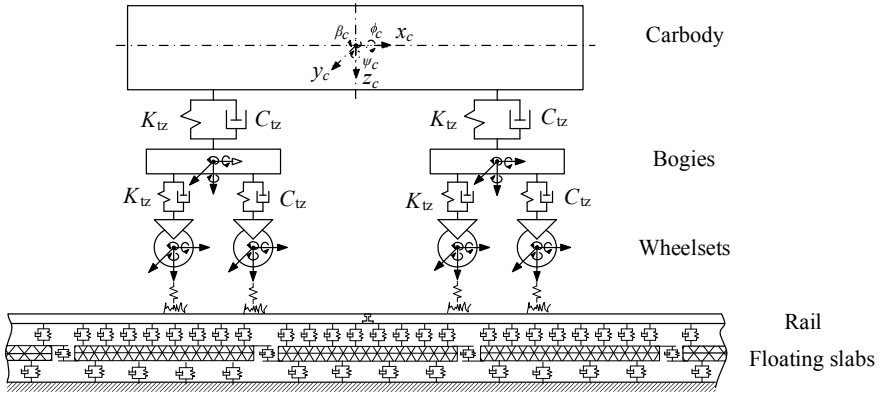 Carbody
β_c ϕ_c x_c
y_c ψ_c z_c
K_tz C_tz K_tz C_tz
Bogies
K_tz C_tz K_tz C_tz
Wheelsets
Rail
Floating slabs